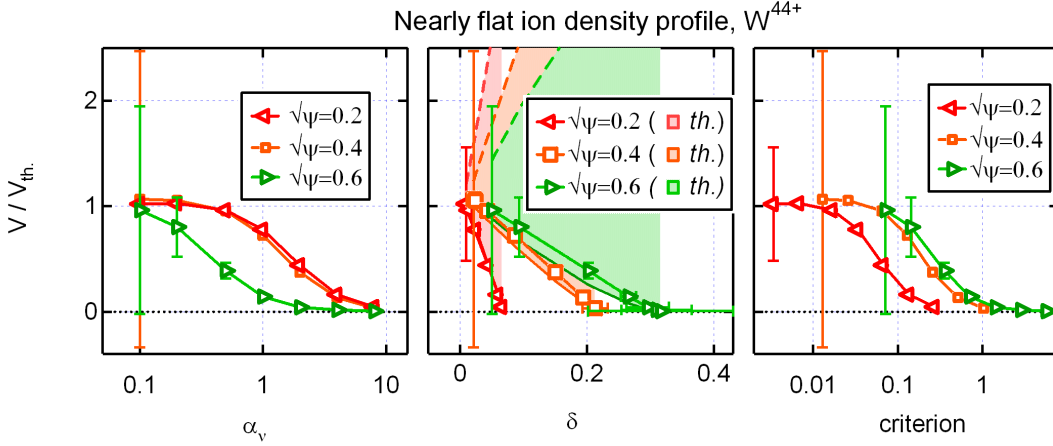 Nearly flat ion density profile, W⁴⁴⁺
V / Vth.
2
1
0
√ψ=0.2
√ψ=0.4
√ψ=0.6
0.1
1
10
αᵥ
√ψ=0.2 ( th.)
√ψ=0.4 ( th.)
√ψ=0.6 ( th.)
0
0.2
0.4
δ
√ψ=0.2
√ψ=0.4
√ψ=0.6
0.01
0.1
1
criterion